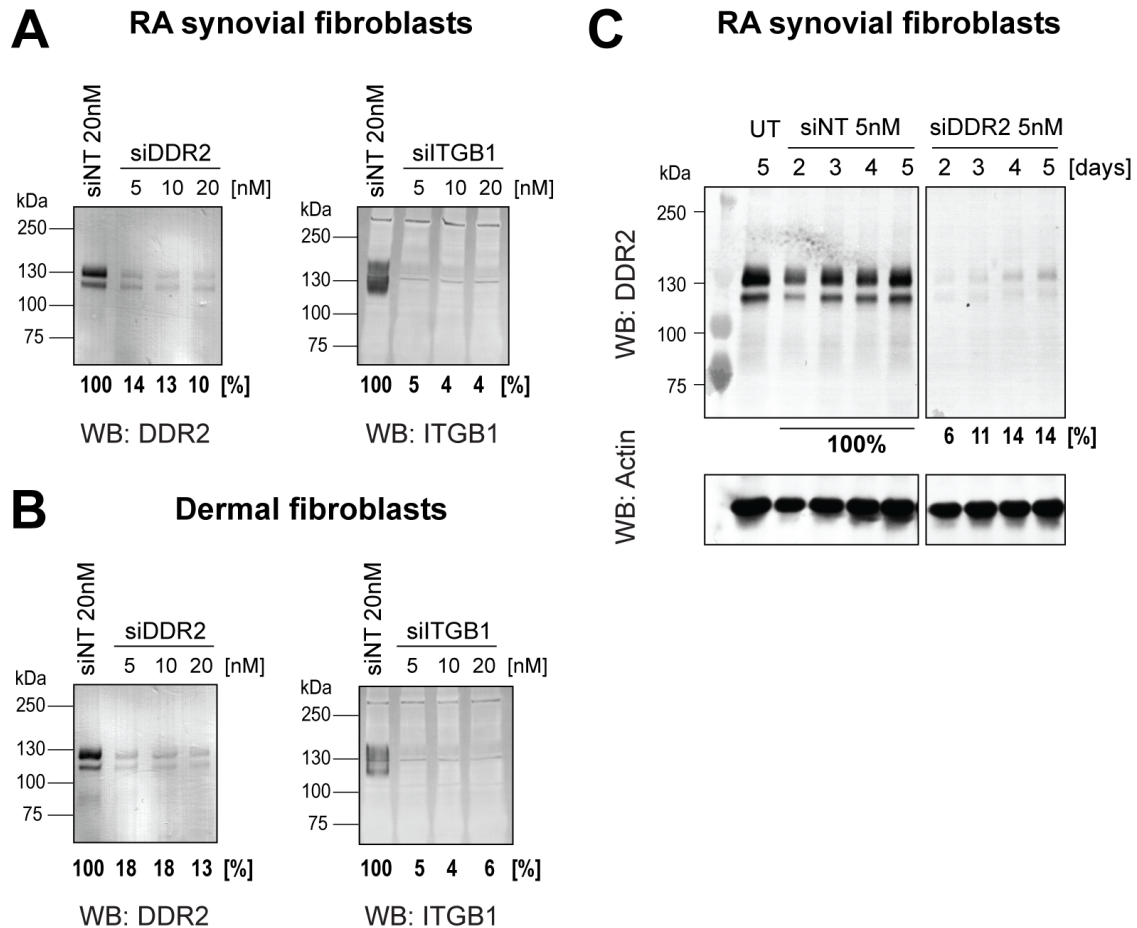 A RA synovial fibroblasts
siNT 20nM
siDDR2
5 10 20 [nM]
kDa
250
130
100
75
100 14 13 10 [%]
WB: DDR2
siNT 20nM
siITGB1
5 10 20 [nM]
kDa
250
130
100
75
100 5 4 4 [%]
WB: ITGB1
B Dermal fibroblasts
siNT 20nM
siDDR2
5 10 20 [nM]
kDa
250
130
100
75
100 18 18 13 [%]
WB: DDR2
siNT 20nM
siITGB1
5 10 20 [nM]
kDa
250
130
100
75
100 5 4 6 [%]
WB: ITGB1
C RA synovial fibroblasts
UT siNT 5nM siDDR2 5nM
5 2 3 4 5 2 3 4 5 [days]
kDa
250
130
100
75
WB: DDR2
100% 6 11 14 14 [%]
WB: Actin